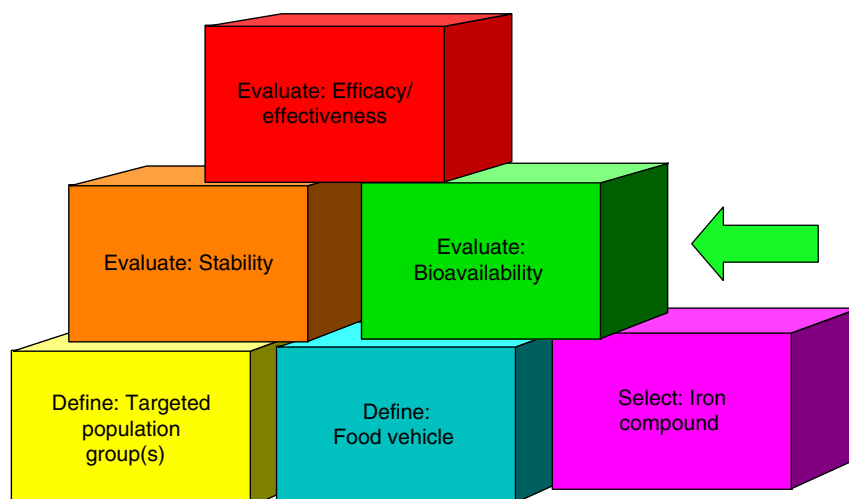 Evaluate: Efficacy/
effectiveness
Evaluate: Stability
Evaluate:
Bioavailability
Define: Targeted
population
group(s)
Define:
Food vehicle
Select: Iron
compound